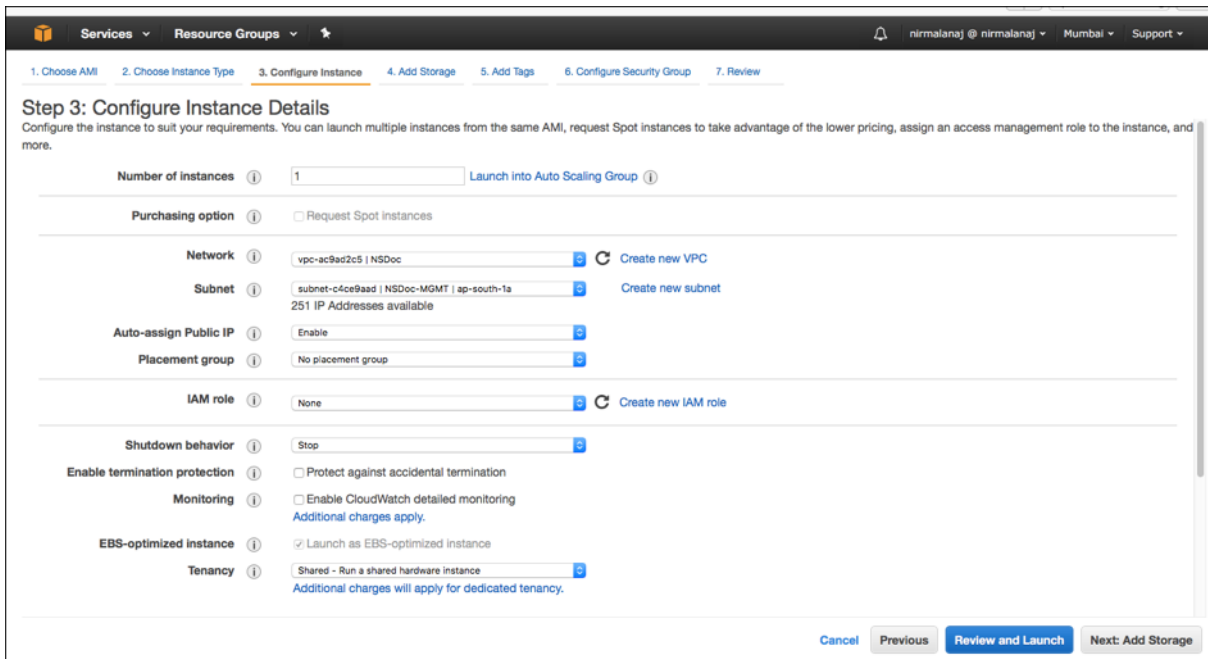 Services Resource Groups nirmalanaj @ nirmalanaj Mumbai Support
1. Choose AMI 2. Choose Instance Type 3. Configure Instance 4. Add Storage 5. Add Tags 6. Configure Security Group 7. Review
Step 3: Configure Instance Details
Configure the instance to suit your requirements. You can launch multiple instances from the same AMI, request Spot instances to take advantage of the lower pricing, assign an access management role to the instance, and
more.
Number of instances 1 Launch into Auto Scaling Group
Purchasing option Request Spot instances
Network vpc-ac9ad2c5 | NSDoc Create new VPC
Subnet subnet-c4ce9aad | NSDoc-MGMT | ap-south-1a Create new subnet
251 IP Addresses available
Auto-assign Public IP Enable
Placement group No placement group
IAM role None Create new IAM role
Shutdown behavior Stop
Enable termination protection Protect against accidental termination
Monitoring Enable CloudWatch detailed monitoring
Additional charges apply.
EBS-optimized instance Launch as EBS-optimized instance
Tenancy Shared - Run a shared hardware instance
Additional charges will apply for dedicated tenancy.
Cancel Previous Review and Launch Next: Add Storage